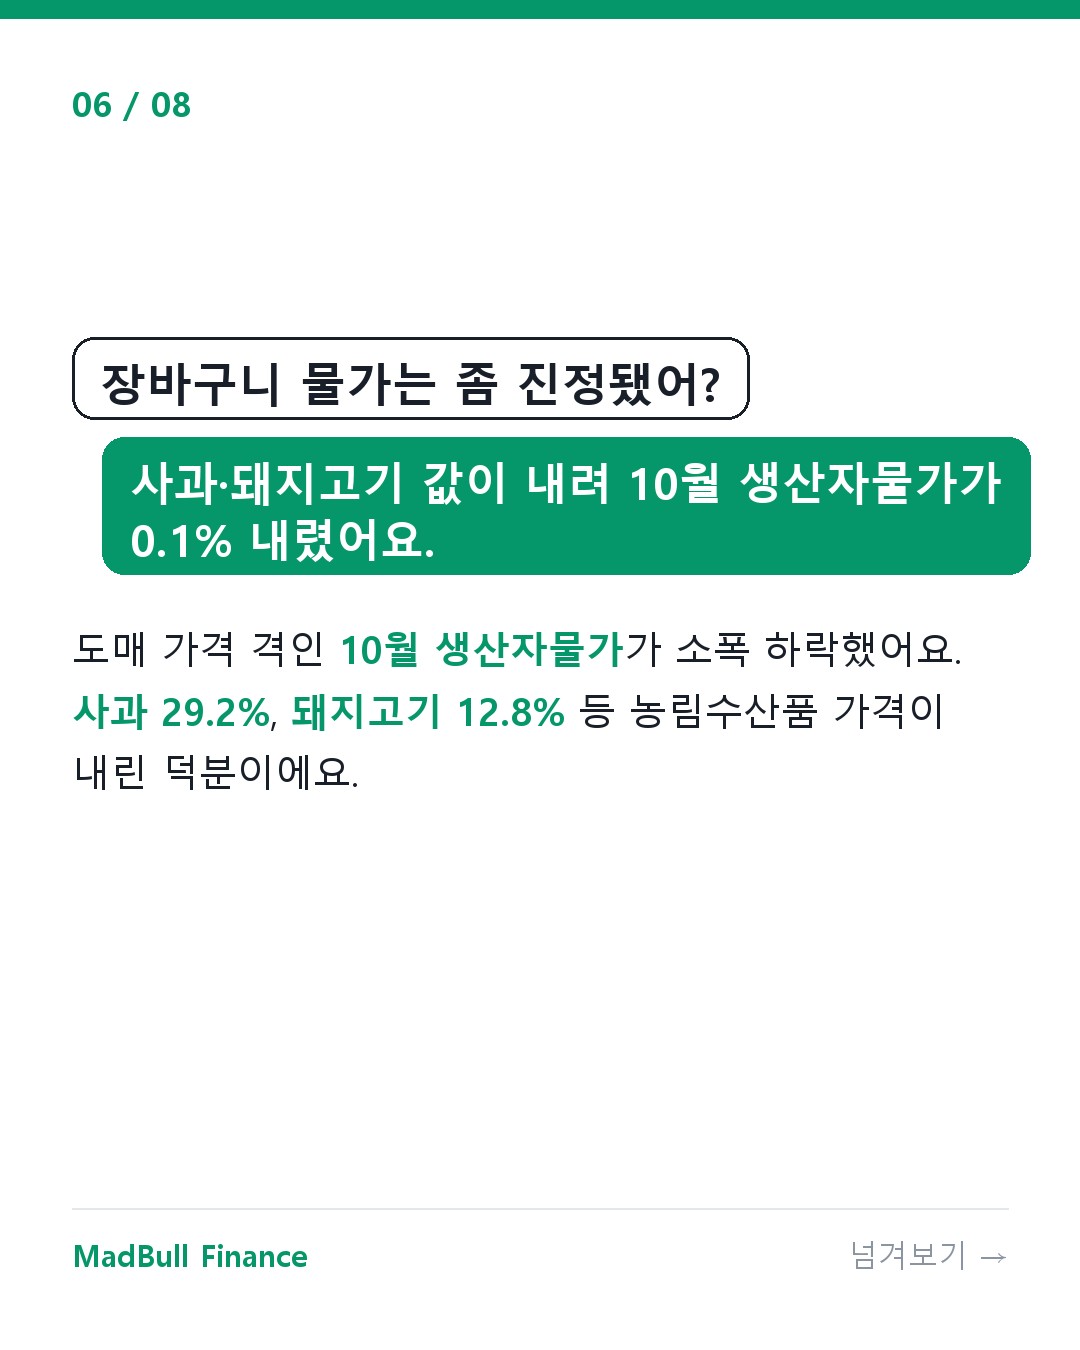 06 / 08
장바구니 물가는 좀 진정됐어?
사과·돼지고기 값이 내려 10월 생산자물가가
0.1% 내렸어요.
도매 가격 격인 10월 생산자물가가 소폭 하락했어요.
사과 29.2%, 돼지고기 12.8% 등 농림수산품 가격이
내린 덕분이에요.
MadBull Finance
넘겨보기 →